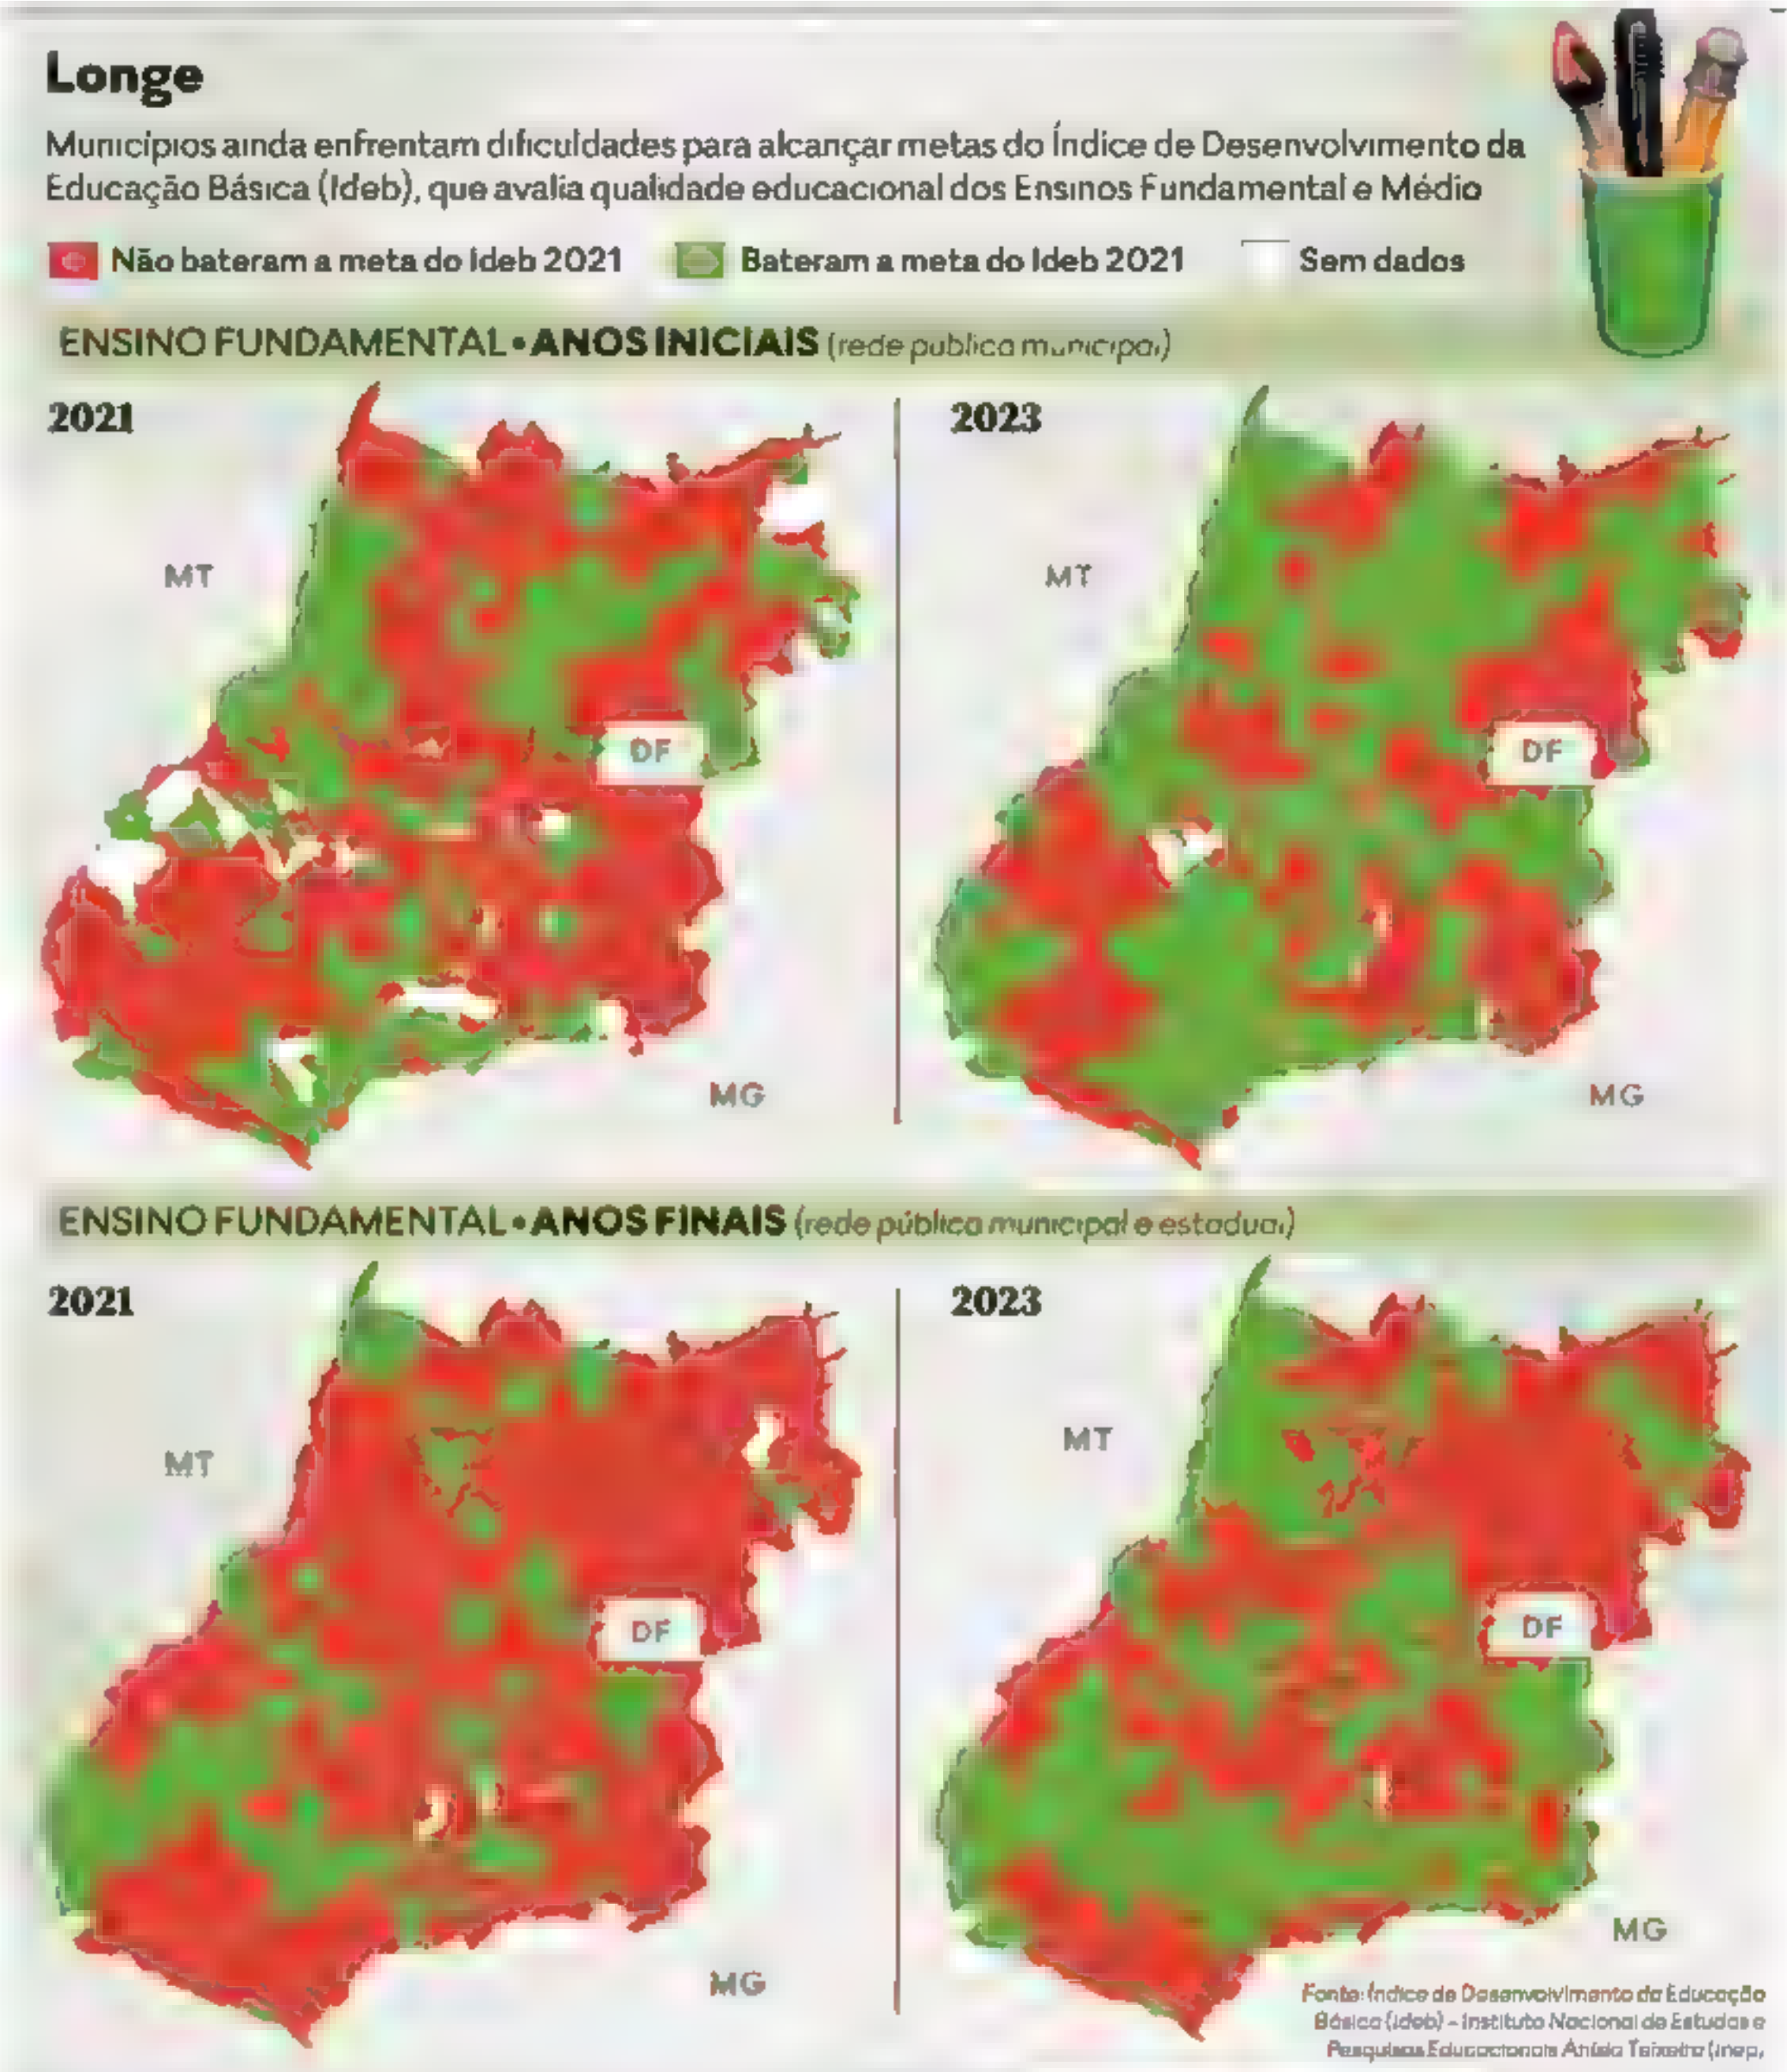 Longe
Municípios ainda enfrentam dificuldades para alcançar metas do Índice de Desenvolvimento da
Educação Básica (Ideb), que avalia qualidade educacional dos Ensinos Fundamental e Médio
Não bateram a meta do Ideb 2021
Bateram a meta do Ideb 2021
Sem dados
ENSINO FUNDAMENTAL • ANOS INICIAIS (rede publica municipal)
2021
2023
MT
MT
DF
DF
MG
MG
ENSINO FUNDAMENTAL • ANOS FINAIS (rede pública municipal e estadual)
2021
2023
MT
MT
DF
DF
MG
MG
Fonte: Índice de Desenvolvimento da Educação
Básica (Ideb) - Instituto Nacional de Estudos e
Pesquisas Educacionais Anísio Teixeira (Inep)